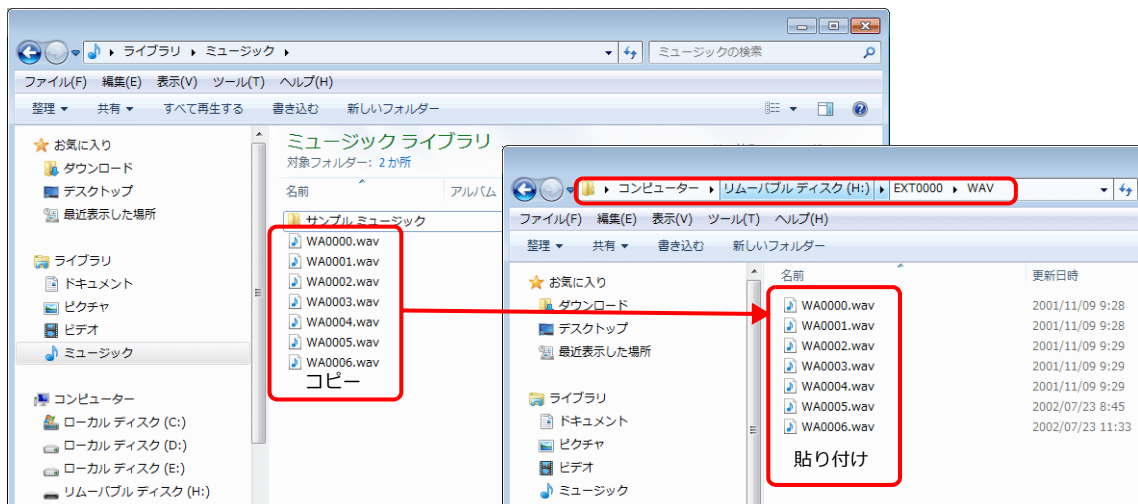 ライブラリ ミュージック
ミュージックの検索
ファイル(F) 編集(E) 表示(V) ツール(T) ヘルプ(H)
整理 共有 すべて再生する 書き込む 新しいフォルダー
お気に入り
ダウンロード
デスクトップ
最近表示した場所
ライブラリ
ドキュメント
ピクチャ
ビデオ
ミュージック
コンピューター
ローカル ディスク (C:)
ローカル ディスク (D:)
ローカル ディスク (E:)
リムーバブル ディスク (H:)
ミュージック ライブラリ
対象フォルダー: 2 か所
名前 アルバム
サンプル ミュージック
WA0000.wav
WA0001.wav
WA0002.wav
WA0003.wav
WA0004.wav
WA0005.wav
WA0006.wav
コピー
コンピューター リムーバブル ディスク (H:) EXT0000 WAV
ファイル(F) 編集(E) 表示(V) ツール(T) ヘルプ(H)
整理 共有 書き込む 新しいフォルダー
お気に入り
ダウンロード
デスクトップ
最近表示した場所
ライブラリ
ドキュメント
ピクチャ
ビデオ
ミュージック
名前 更新日時
WA0000.wav 2001/11/09 9:28
WA0001.wav 2001/11/09 9:28
WA0002.wav 2001/11/09 9:29
WA0003.wav 2001/11/09 9:29
WA0004.wav 2001/11/09 9:29
WA0005.wav 2002/07/23 8:45
WA0006.wav 2002/07/23 11:33
貼り付け